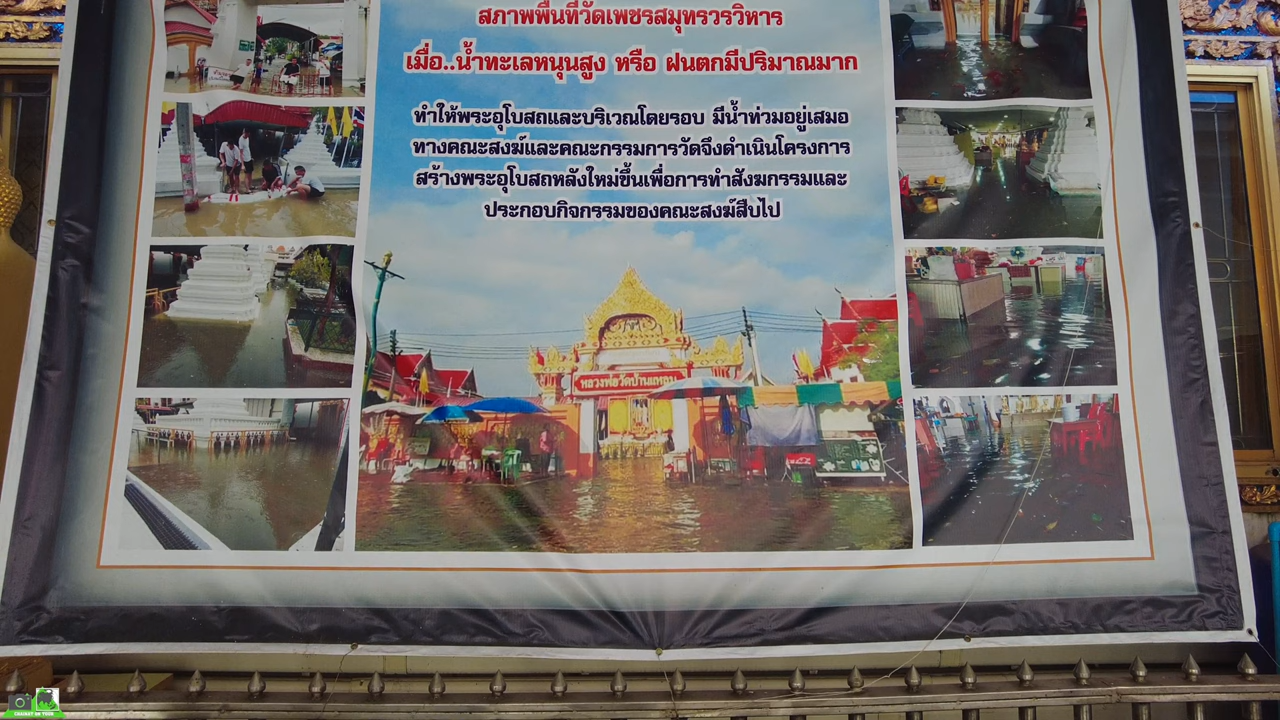 สภาพพื้นที่วัดเพชรสมุทรวรวิหาร
เมื่อ..น้ำทะเลหนุนสูง หรือ ฝนตกมีปริมาณมาก
ทำให้พระอุโบสถและบริเวณโดยรอบ มีน้ำท่วมอยู่เสมอ
ทางคณะสงฆ์และคณะกรรมการวัดจึงดำเนินโครงการ
สร้างพระอุโบสถหลังใหม่ขึ้นเพื่อการทำสังฆกรรมและ
ประกอบกิจกรรมของคณะสงฆ์สืบไป
หลวงพ่อวัดบ้านแหลม